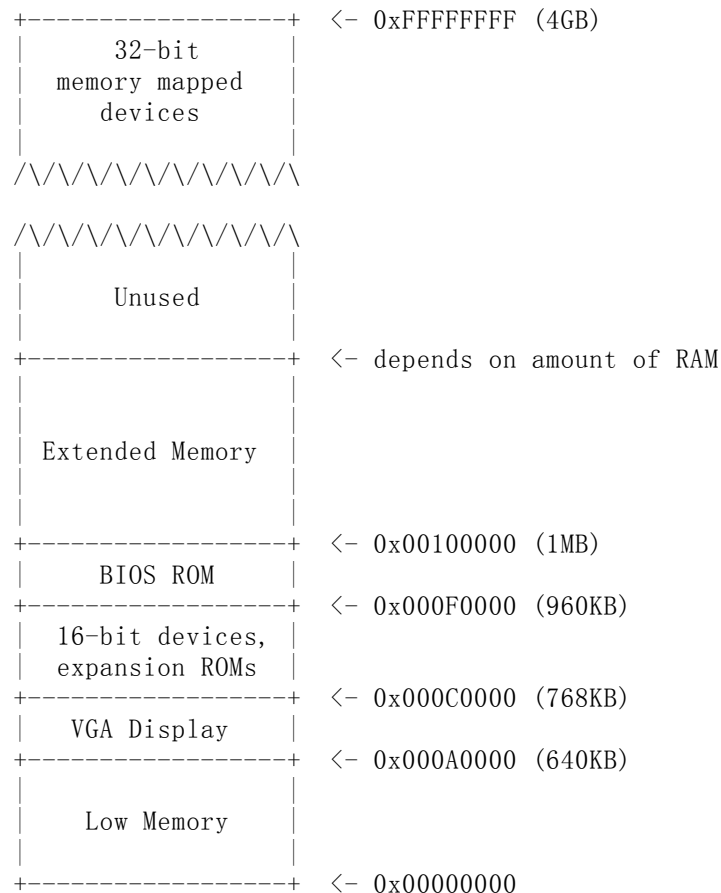 +------------------+ <- 0xFFFFFFFF (4GB)
| 32-bit |
| memory mapped |
| devices |
| |
/\/\/\/\/\/\/\/\/\/\
/\/\/\/\/\/\/\/\/\/\
| |
| Unused |
| |
+------------------+ <- depends on amount of RAM
| |
| |
| Extended Memory |
| |
| |
+------------------+ <- 0x00100000 (1MB)
| BIOS ROM |
+------------------+ <- 0x000F0000 (960KB)
| 16-bit devices, |
| expansion ROMs |
+------------------+ <- 0x000C0000 (768KB)
| VGA Display |
+------------------+ <- 0x000A0000 (640KB)
| |
| Low Memory |
| |
+------------------+ <- 0x00000000